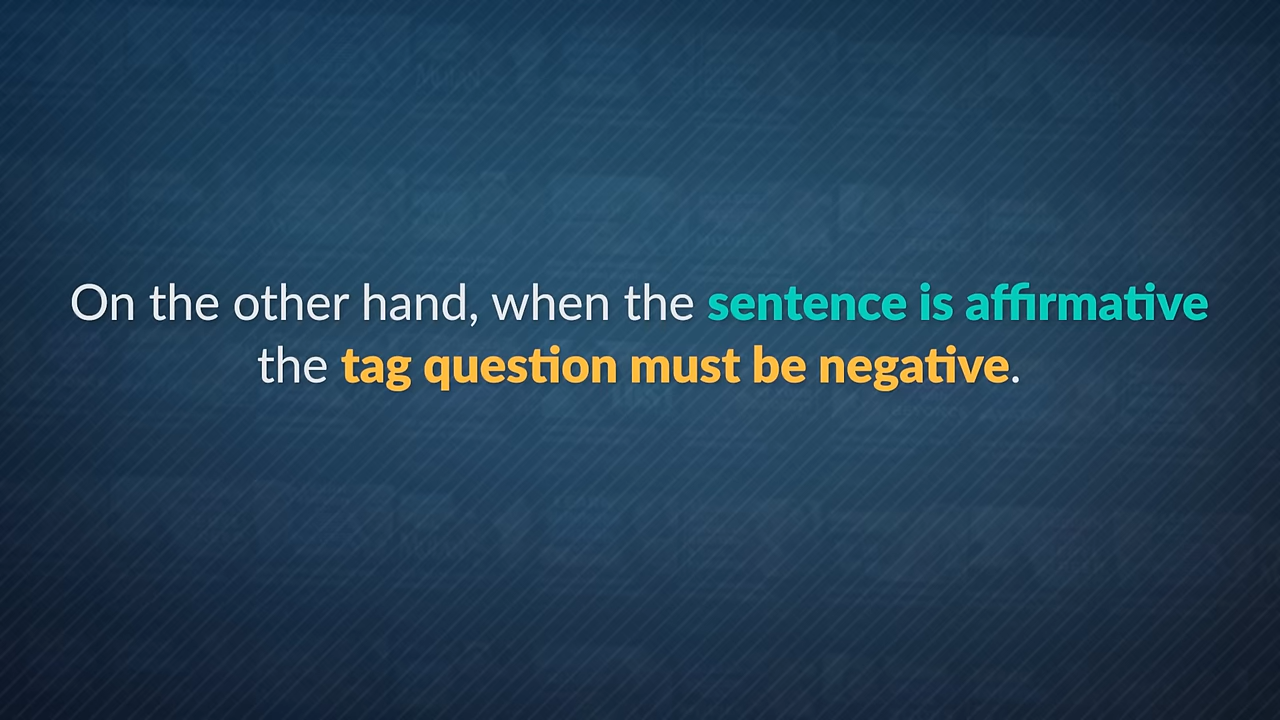 On the other hand, when the sentence is affirmative
the tag question must be negative.